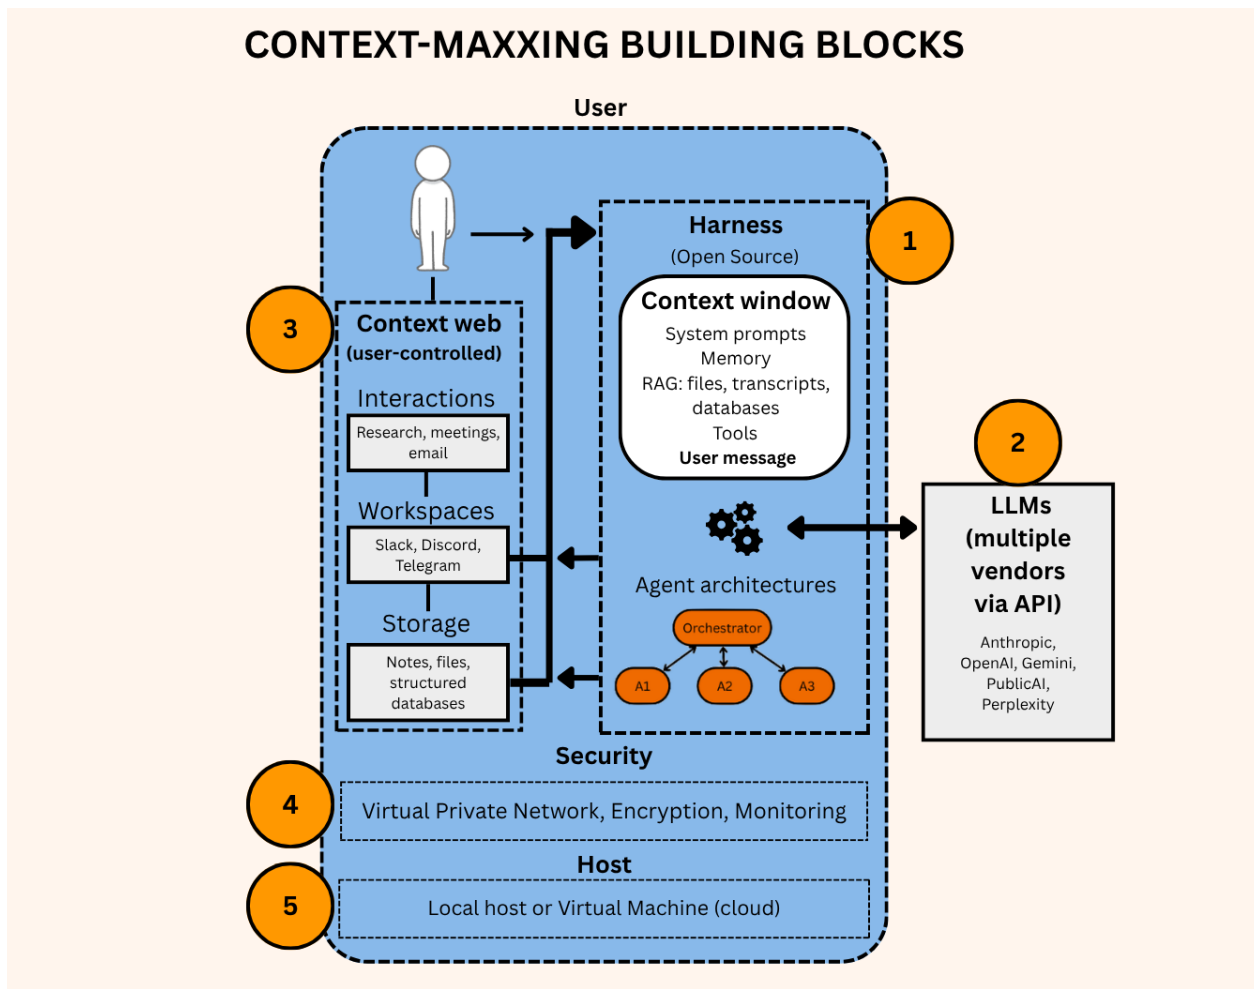 CONTEXT-MAXXING BUILDING BLOCKS
User
Harness
(Open Source)
1
Context window
System prompts
Memory
RAG: files, transcripts,
databases
Tools
User message
3
Context web
(user-controlled)
Interactions
Research, meetings,
email
Workspaces
Slack, Discord,
Telegram
Storage
Notes, files,
structured
databases
Agent architectures
Orchestrator
A1
A2
A3
2
LLMs
(multiple
vendors
via API)
Anthropic,
OpenAI, Gemini,
PublicAI,
Perplexity
Security
4
Virtual Private Network, Encryption, Monitoring
Host
5
Local host or Virtual Machine (cloud)